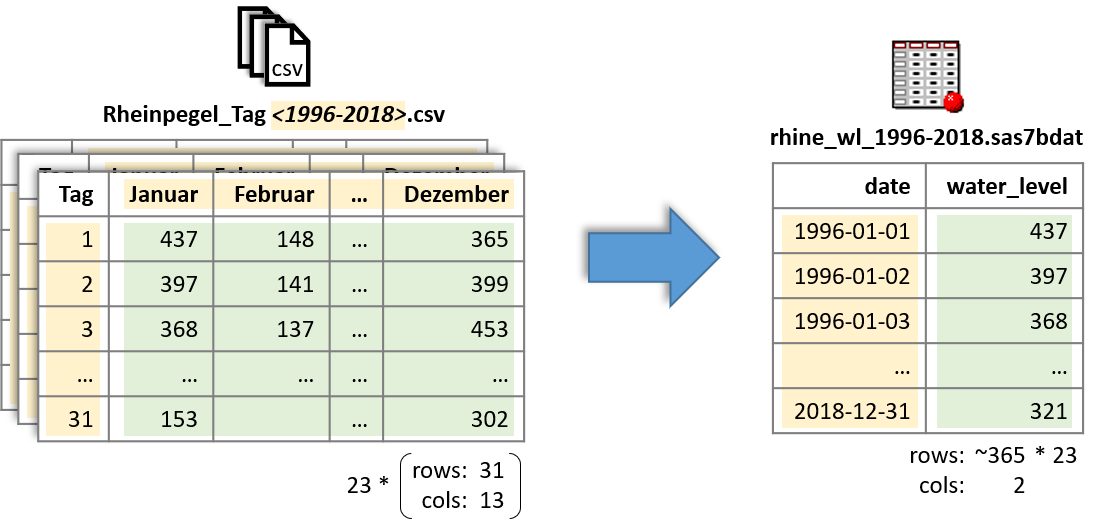 CSV
Rheinpegel_Tag <1996-2018>.csv
Tag Januar Februar ... Dezember
1 437 148 ... 365
2 397 141 ... 399
3 368 137 ... 453
... ... ... ... ...
31 153 302
23 * rows: 31
cols: 13
rhine_wl_1996-2018.sas7bdat
date water_level
1996-01-01 437
1996-01-02 397
1996-01-03 368
... ...
2018-12-31 321
rows: ~365 * 23
cols: 2